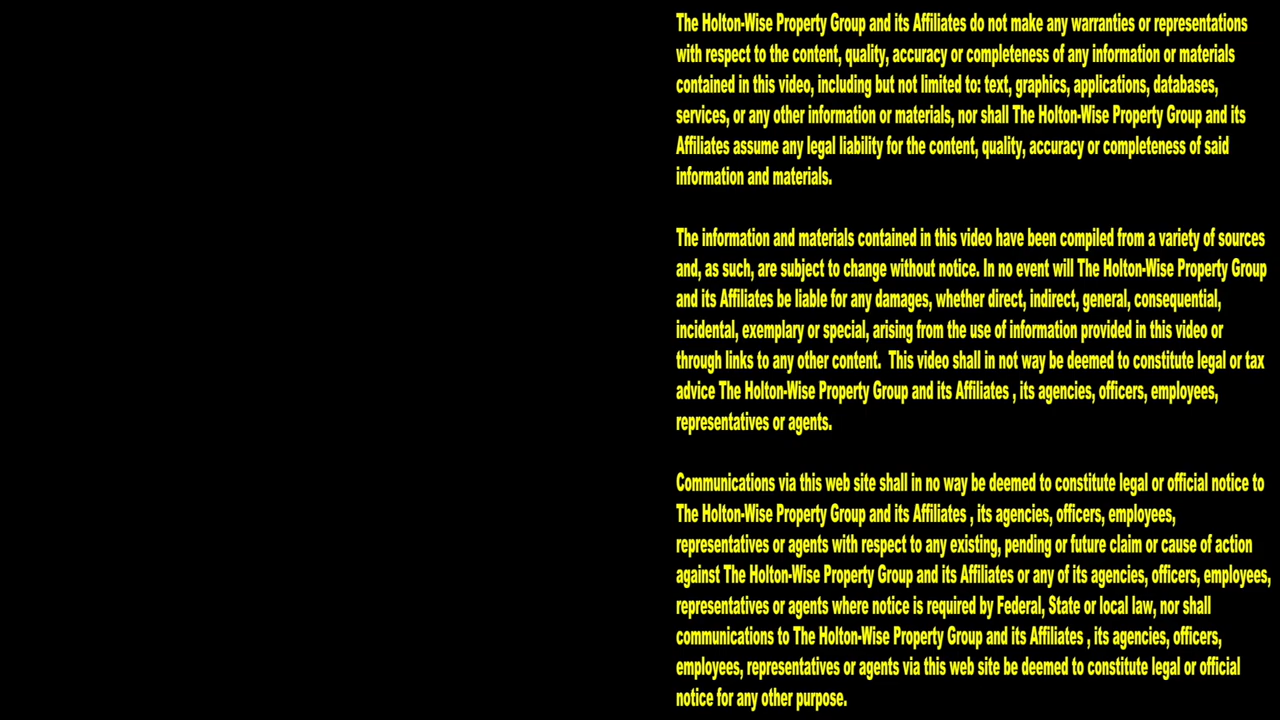 The Holton-Wise Property Group and its Affiliates do not make any warranties or representations
with respect to the content, quality, accuracy or completeness of any information or materials
contained in this video, including but not limited to: text, graphics, applications, databases,
services, or any other information or materials, nor shall The Holton-Wise Property Group and its
Affiliates assume any legal liability for the content, quality, accuracy or completeness of said
information and materials.
The information and materials contained in this video have been compiled from a variety of sources
and, as such, are subject to change without notice. In no event will The Holton-Wise Property Group
and its Affiliates be liable for any damages, whether direct, indirect, general, consequential,
incidental, exemplary or special, arising from the use of information provided in this video or
through links to any other content.  This video shall in not way be deemed to constitute legal or tax
advice The Holton-Wise Property Group and its Affiliates , its agencies, officers, employees,
representatives or agents.
Communications via this web site shall in no way be deemed to constitute legal or official notice to
The Holton-Wise Property Group and its Affiliates , its agencies, officers, employees,
representatives or agents with respect to any existing, pending or future claim or cause of action
against The Holton-Wise Property Group and its Affiliates or any of its agencies, officers, employees,
representatives or agents where notice is required by Federal, State or local law, nor shall
communications to The Holton-Wise Property Group and its Affiliates , its agencies, officers,
employees, representatives or agents via this web site be deemed to constitute legal or official
notice for any other purpose.